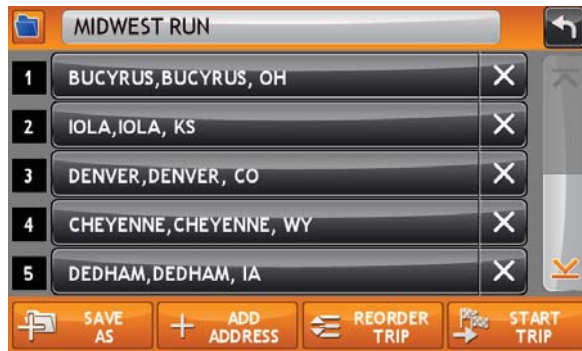 MIDWEST RUN
1 BUCYRUS,BUCYRUS, OH
2 IOLA,IOLA, KS
3 DENVER,DENVER, CO
4 CHEYENNE,CHEYENNE, WY
5 DEDHAM,DEDHAM, IA
SAVE AS
ADD ADDRESS
REORDER TRIP
START TRIP